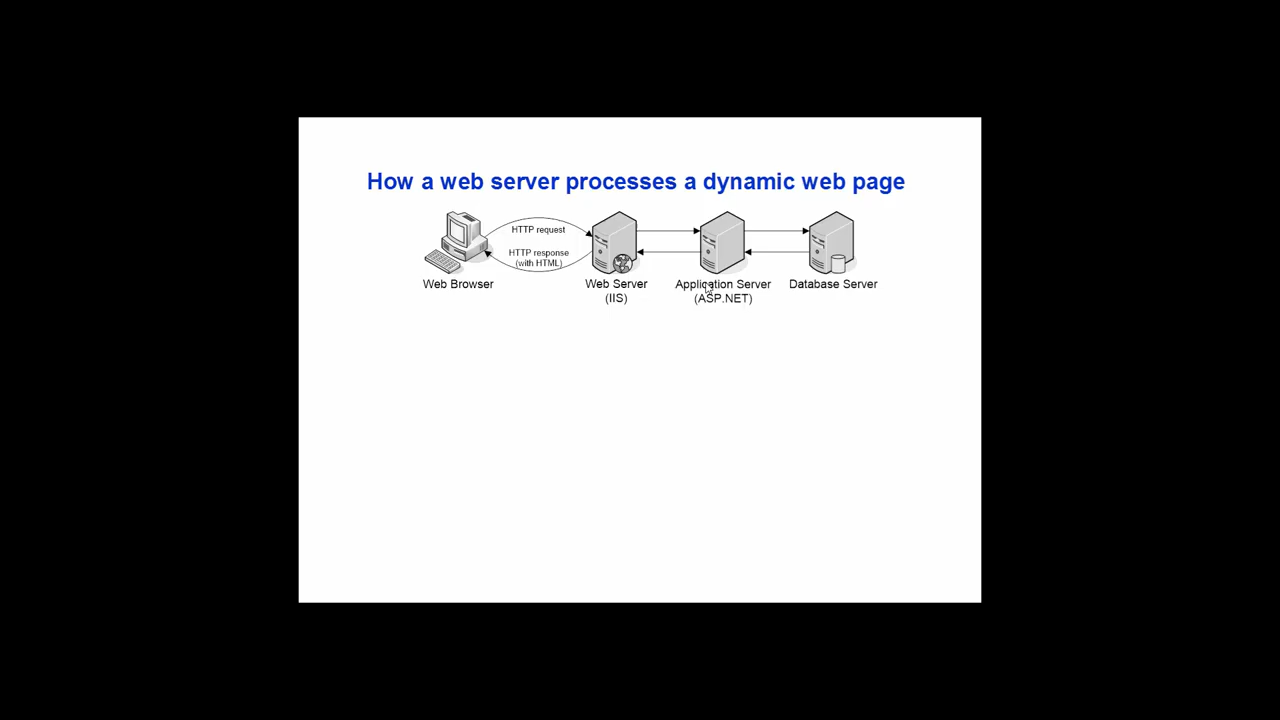 How a web server processes a dynamic web page
HTTP request
HTTP response
(with HTML)
Web Browser
Web Server
(IIS)
Application Server
(ASP.NET)
Database Server